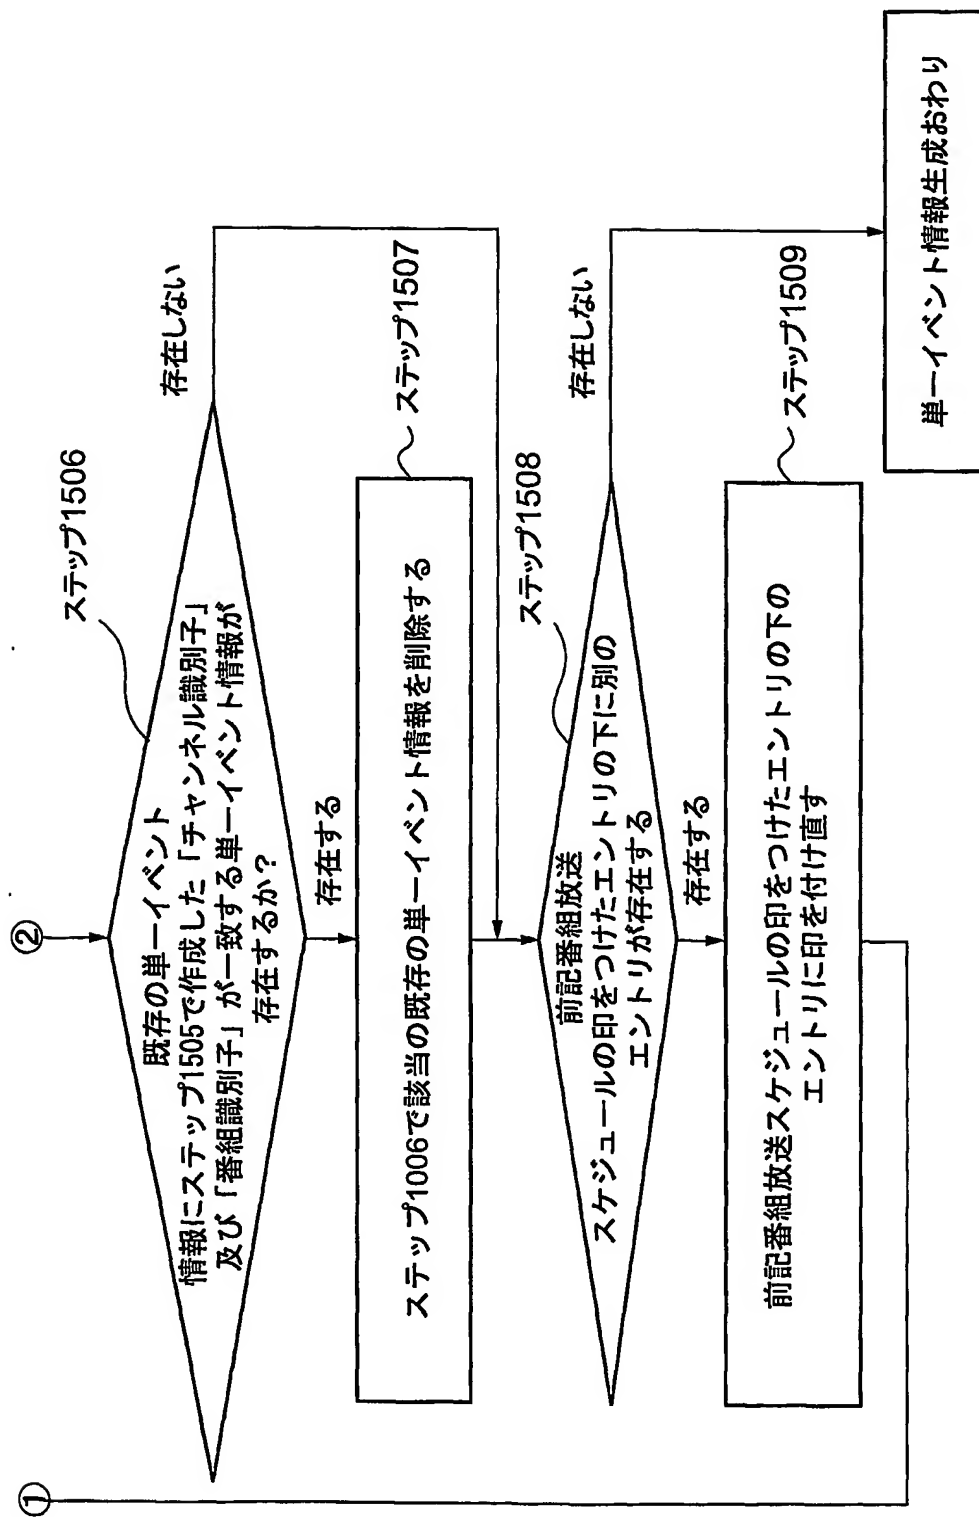 ①
②
ステップ1506
既存の単一イベント
情報にステップ1505で作成した「チャンネル識別子」
及び「番組識別子」が一致する単一イベント情報が
存在するか？
存在しない
存在する
ステップ1507
ステップ1006で該当の既存の単一イベント情報を削除する
ステップ1508
前記番組放送
スケジュールの印をつけたエントリの下に別の
エントリが存在する
存在しない
存在する
ステップ1509
前記番組放送スケジュールの印をつけたエントリの下の
エントリに印を付け直す
単一イベント情報生成おわり